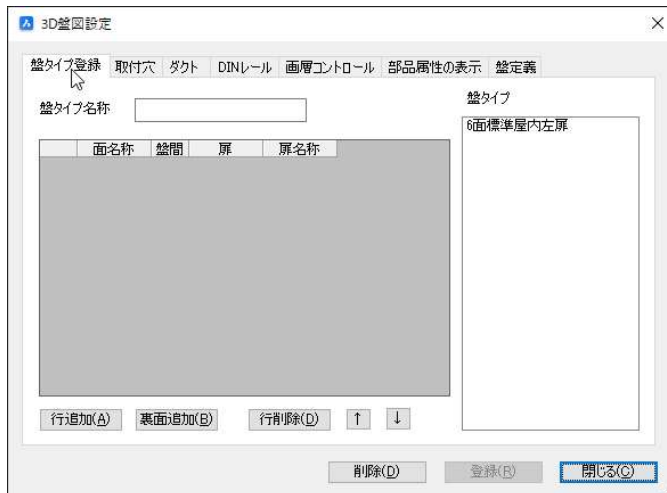 3D盤図設定
盤タイプ登録 取付穴 ダクト DINレール 画層コントロール 部品属性の表示 盤定義
盤タイプ名称
盤タイプ
6面標準屋内左扉
面名称 盤間 扉 扉名称
行追加(A) 裏面追加(B) 行削除(D) ↑ ↓
削除(D) 登録(R) 閉じる(C)